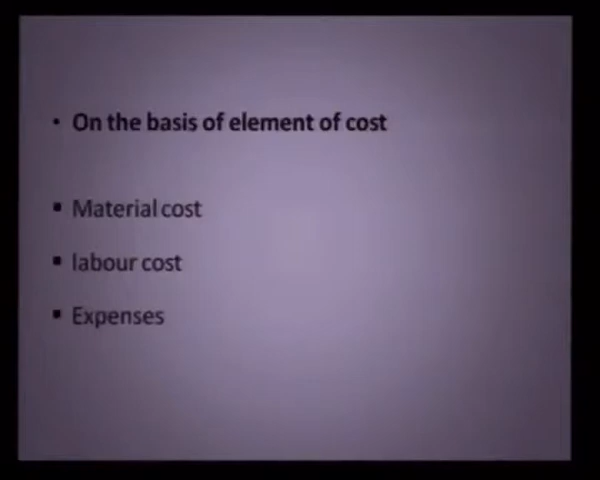 • On the basis of element of cost
▪ Material cost
▪ labour cost
▪ Expenses